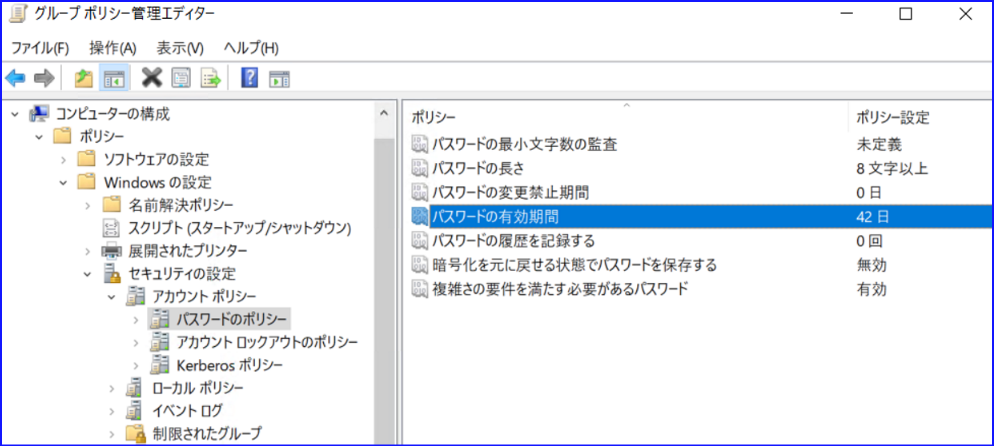 グループ ポリシー管理エディター
ファイル(F) 操作(A) 表示(V) ヘルプ(H)
コンピューターの構成
ポリシー
ソフトウェアの設定
Windows の設定
名前解決ポリシー
スクリプト (スタートアップ/シャットダウン)
展開されたプリンター
セキュリティの設定
アカウント ポリシー
パスワードのポリシー
アカウント ロックアウトのポリシー
Kerberos ポリシー
ローカル ポリシー
イベント ログ
制限されたグループ
ポリシー ポリシー設定
パスワードの最小文字数の監査 未定義
パスワードの長さ 8 文字以上
パスワードの変更禁止期間 0 日
パスワードの有効期間 42 日
パスワードの履歴を記録する 0 回
暗号化を元に戻せる状態でパスワードを保存する 無効
複雑さの要件を満たす必要があるパスワード 有効